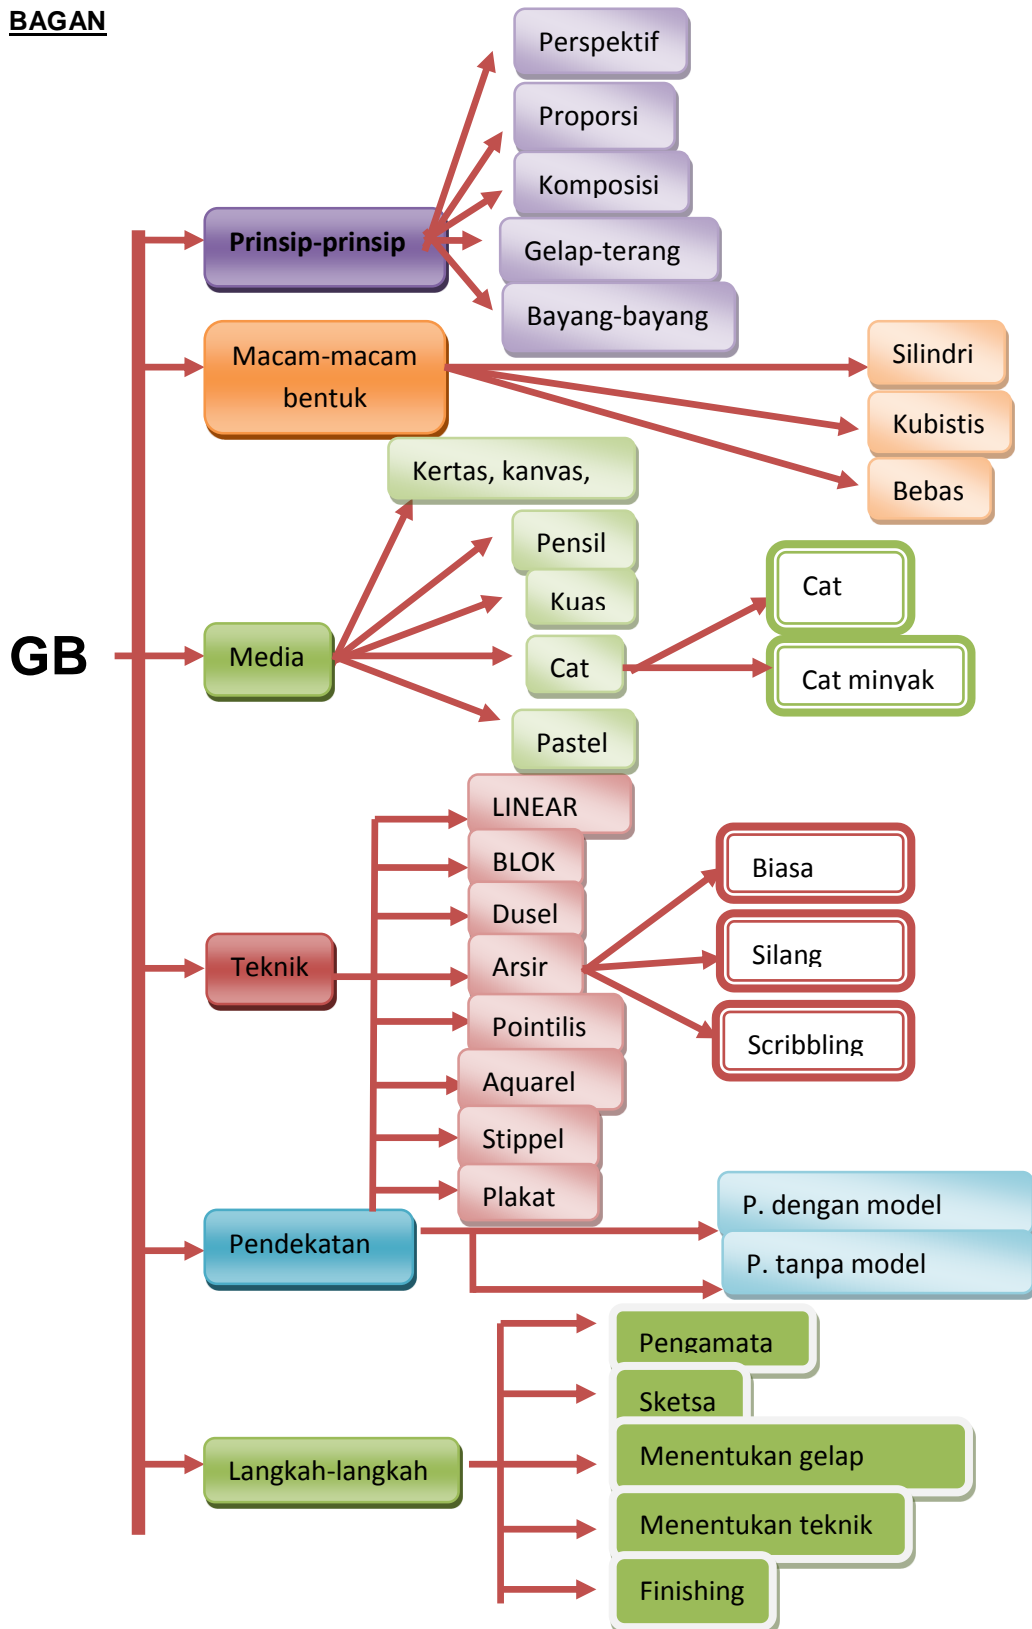 BAGAN
GB
Prinsip-prinsip
Perspektif
Proporsi
Komposisi
Gelap-terang
Bayang-bayang
Macam-macam
bentuk
Silindri
Kubistis
Bebas
Media
Kertas, kanvas,
Pensil
Kuas
Cat
Cat
Cat minyak
Pastel
Teknik
LINEAR
BLOK
Dusel
Arsir
Biasa
Silang
Scribbling
Pointilis
Aquarel
Stippel
Plakat
Pendekatan
P. dengan model
P. tanpa model
Langkah-langkah
Pengamata
Sketsa
Menentukan gelap
Menentukan teknik
Finishing